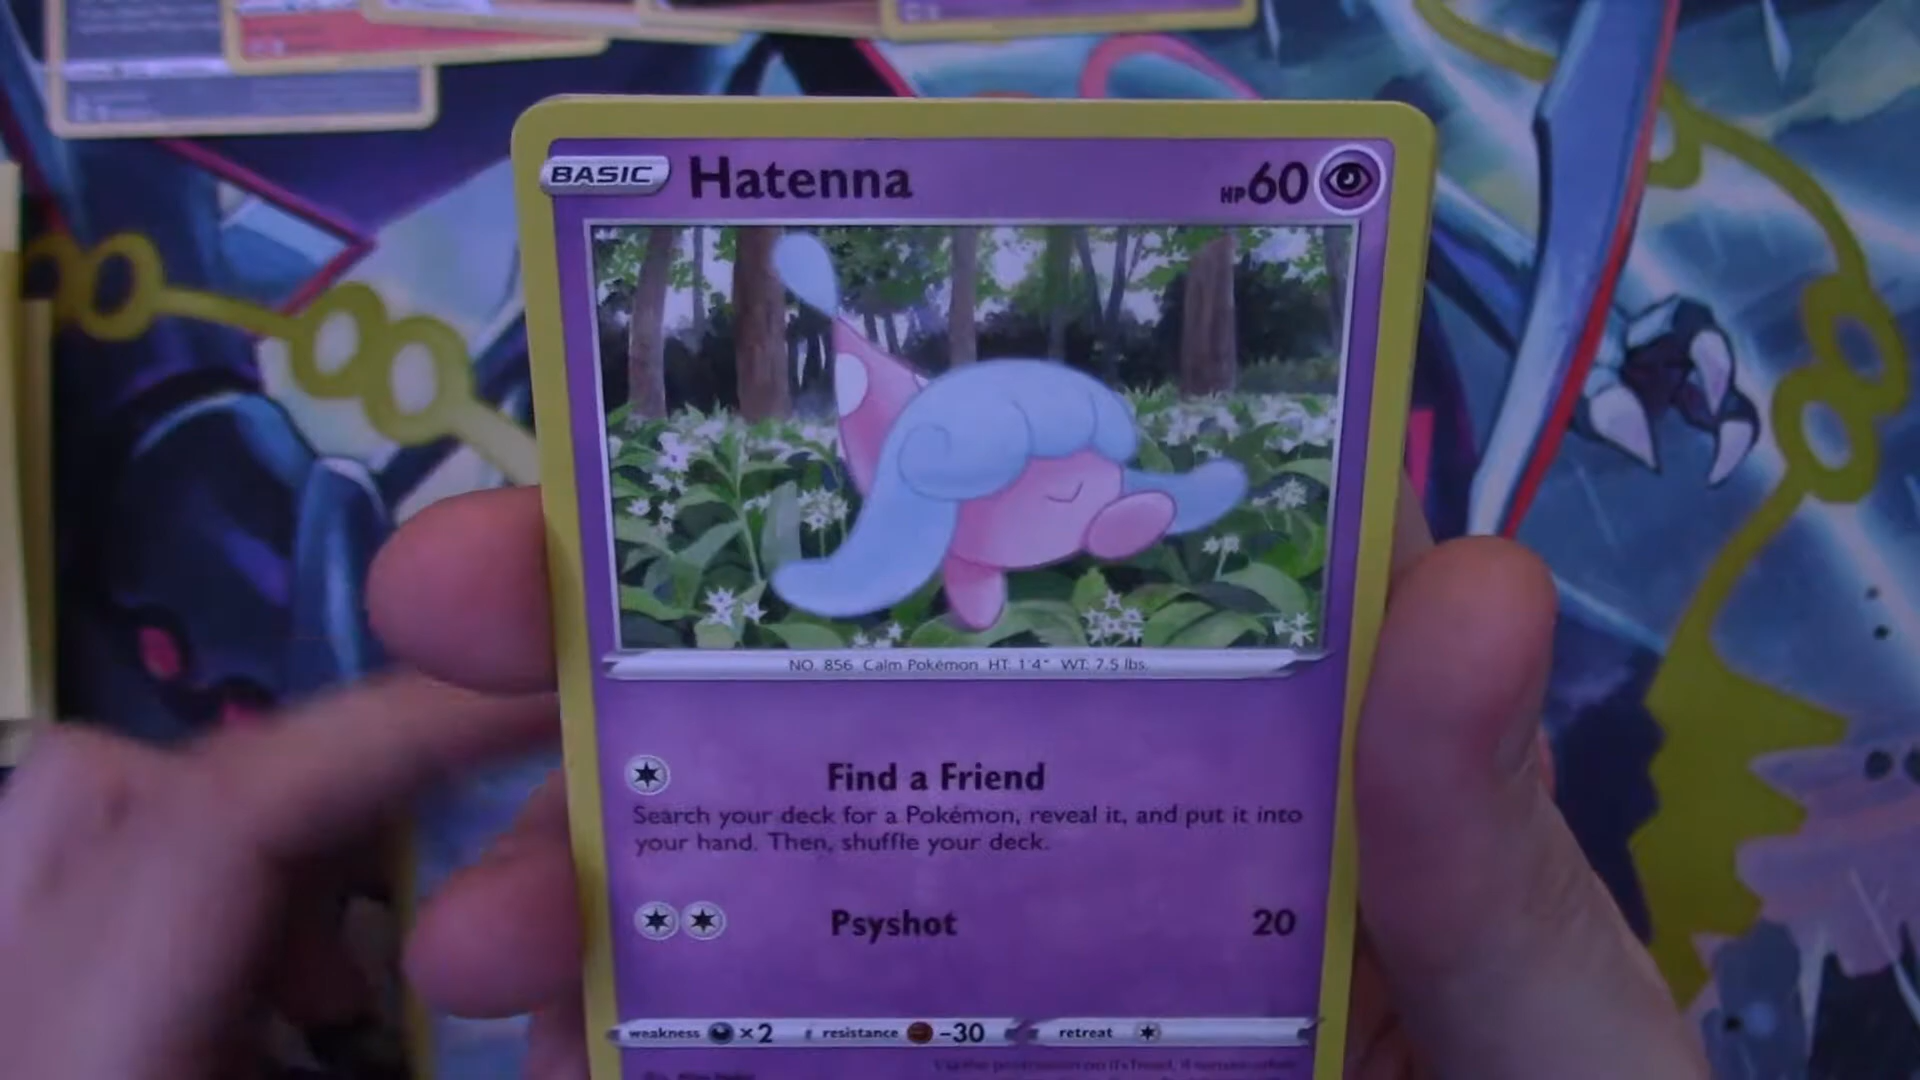 BASIC Hatenna HP 60
NO. 856 Calm Pokémon HT: 1'4" WT: 7.5 lbs.
Find a Friend
Search your deck for a Pokémon, reveal it, and put it into
your hand. Then, shuffle your deck.
Psyshot 20
weakness ×2 resistance -30 retreat